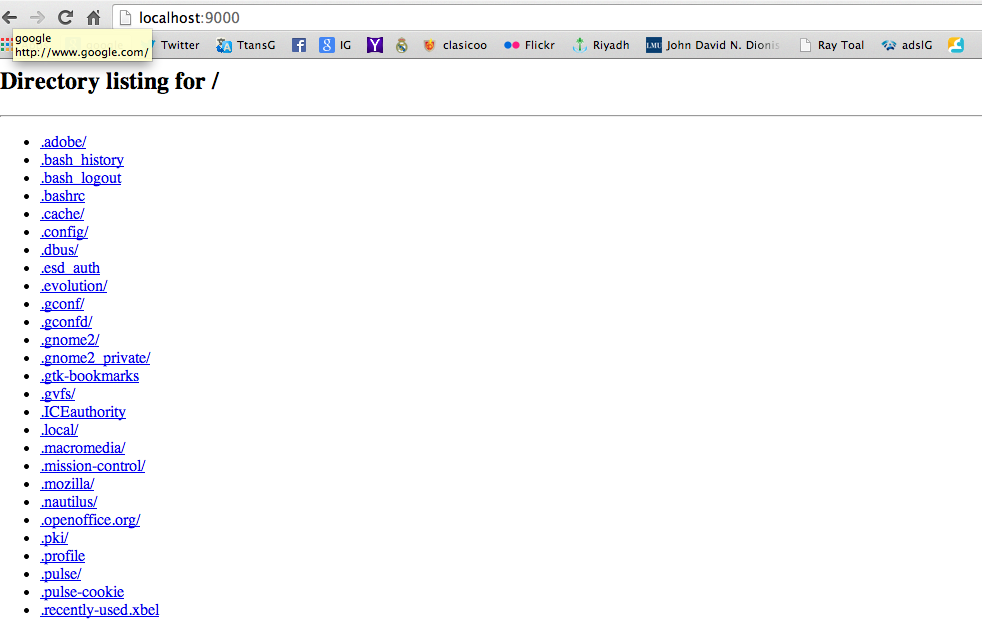 localhost:9000
google
http://www.google.com/
Twitter TtansG IG clasicoo Flickr Riyadh LMU John David N. Dionis Ray Toal adslG
Directory listing for /
.adobe/
.bash_history
.bash_logout
.bashrc
.cache/
.config/
.dbus/
.esd_auth
.evolution/
.gconf/
.gconfd/
.gnome2/
.gnome2_private/
.gtk-bookmarks
.gvfs/
.ICEauthority
.local/
.macromedia/
.mission-control/
.mozilla/
.nautilus/
.openoffice.org/
.pki/
.profile
.pulse/
.pulse-cookie
.recently-used.xbel